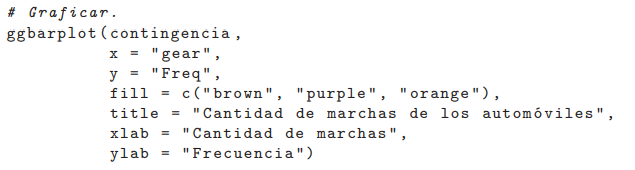 # Graficar.
ggbarplot(contingencia,
          x = "gear",
          y = "Freq",
          fill = c("brown", "purple", "orange"),
          title = "Cantidad de marchas de los automóviles",
          xlab = "Cantidad de marchas",
          ylab = "Frecuencia")